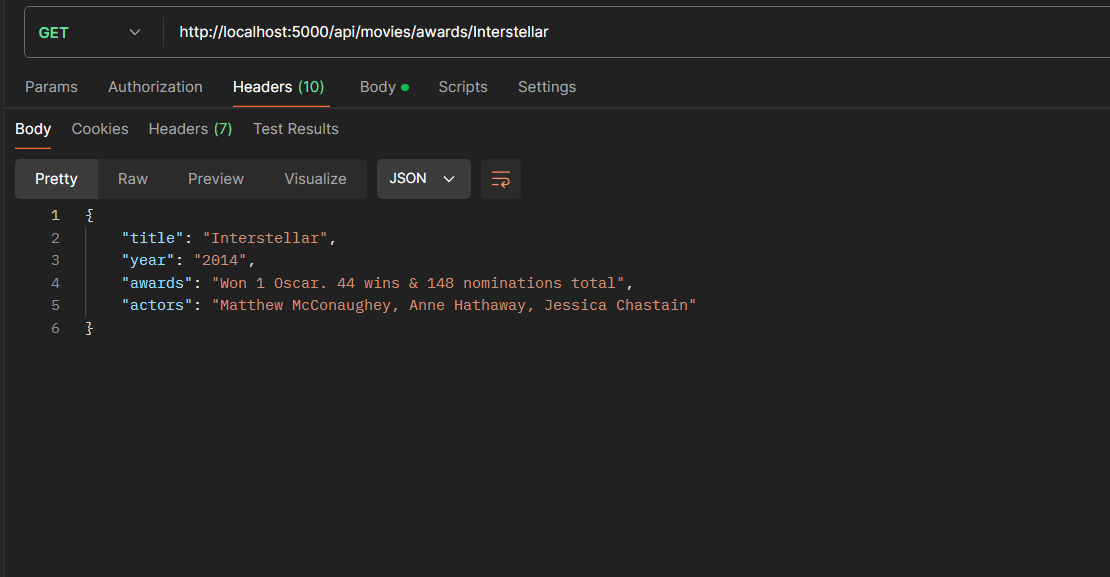 GET http://localhost:5000/api/movies/awards/Interstellar
Params Authorization Headers (10) Body Scripts Settings
Body Cookies Headers (7) Test Results
Pretty Raw Preview Visualize JSON
1 {
2 "title": "Interstellar",
3 "year": "2014",
4 "awards": "Won 1 Oscar. 44 wins & 148 nominations total",
5 "actors": "Matthew McConaughey, Anne Hathaway, Jessica Chastain"
6 }